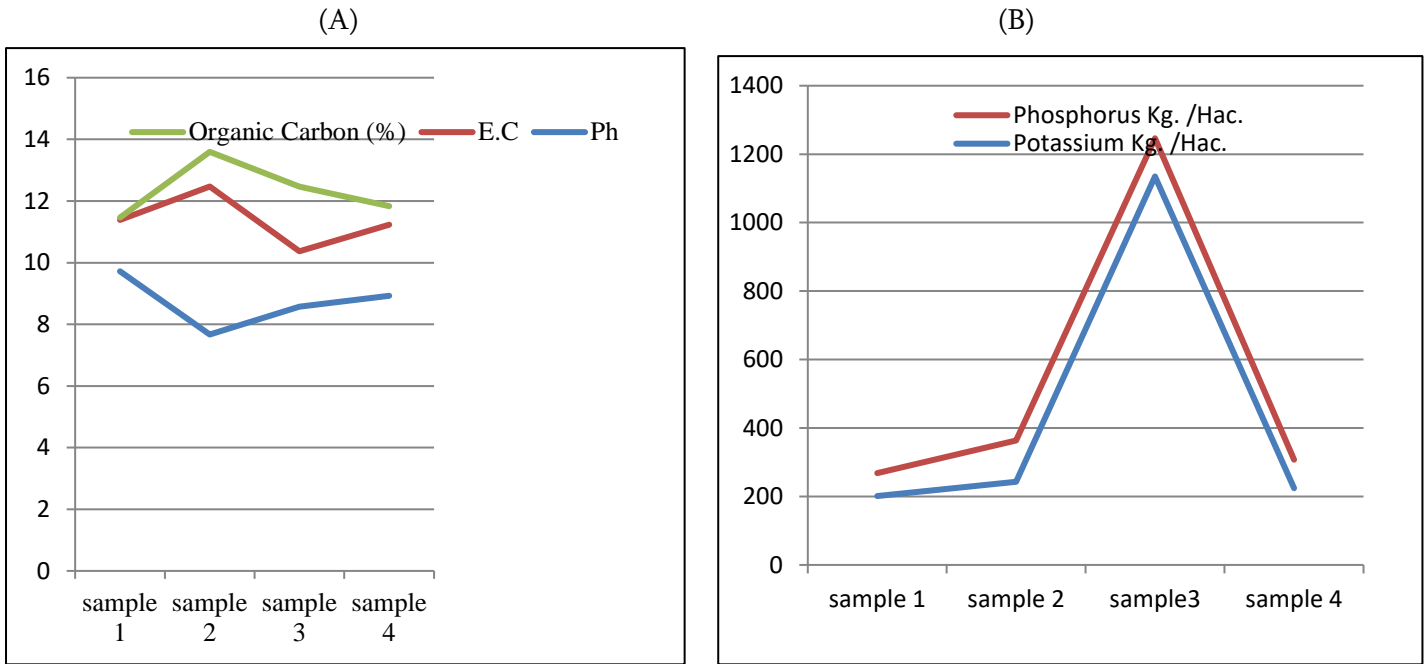 (A)
16
14
12
10
8
6
4
2
0
Organic Carbon (%) E.C Ph
sample 1
sample 2
sample 3
sample 4
(B)
1400
1200
1000
800
600
400
200
0
Phosphorus Kg. /Hac.
Potassium Kg. /Hac.
sample 1
sample 2
sample3
sample 4